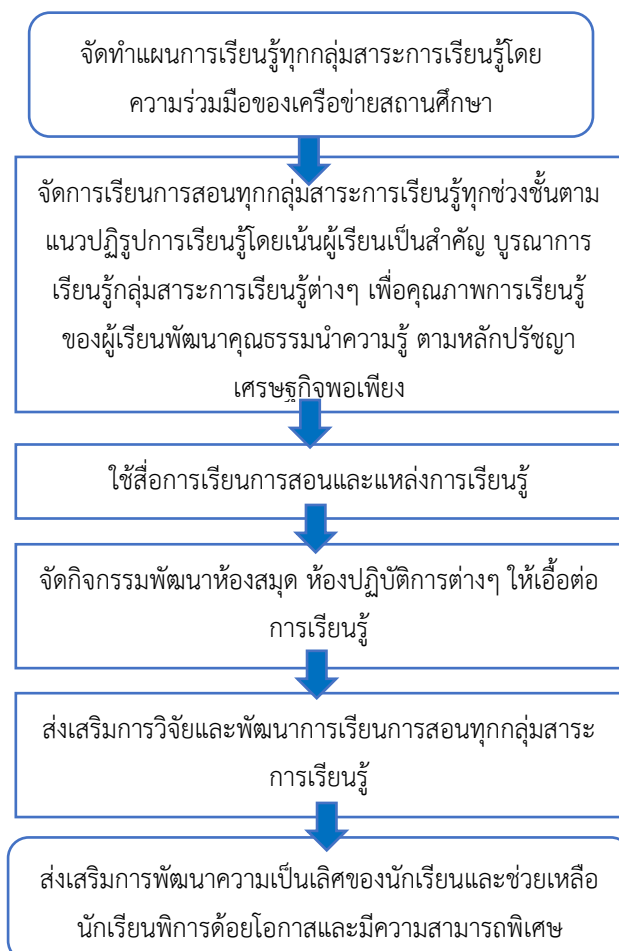 จัดทำแผนการเรียนรู้ทุกกลุ่มสาระการเรียนรู้โดย
ความร่วมมือของเครือข่ายสถานศึกษา
จัดการเรียนการสอนทุกกลุ่มสาระการเรียนรู้ทุกช่วงชั้นตาม
แนวปฏิรูปการเรียนรู้โดยเน้นผู้เรียนเป็นสำคัญ บูรณาการ
เรียนรู้กลุ่มสาระการเรียนรู้ต่างๆ เพื่อคุณภาพการเรียนรู้
ของผู้เรียนพัฒนาคุณธรรมนำความรู้ ตามหลักปรัชญา
เศรษฐกิจพอเพียง
ใช้สื่อการเรียนการสอนและแหล่งการเรียนรู้
จัดกิจกรรมพัฒนาห้องสมุด ห้องปฏิบัติการต่างๆ ให้เอื้อต่อ
การเรียนรู้
ส่งเสริมการวิจัยและพัฒนาการเรียนการสอนทุกกลุ่มสาระ
การเรียนรู้
ส่งเสริมการพัฒนาความเป็นเลิศของนักเรียนและช่วยเหลือ
นักเรียนพิการด้อยโอกาสและมีความสามารถพิเศษ